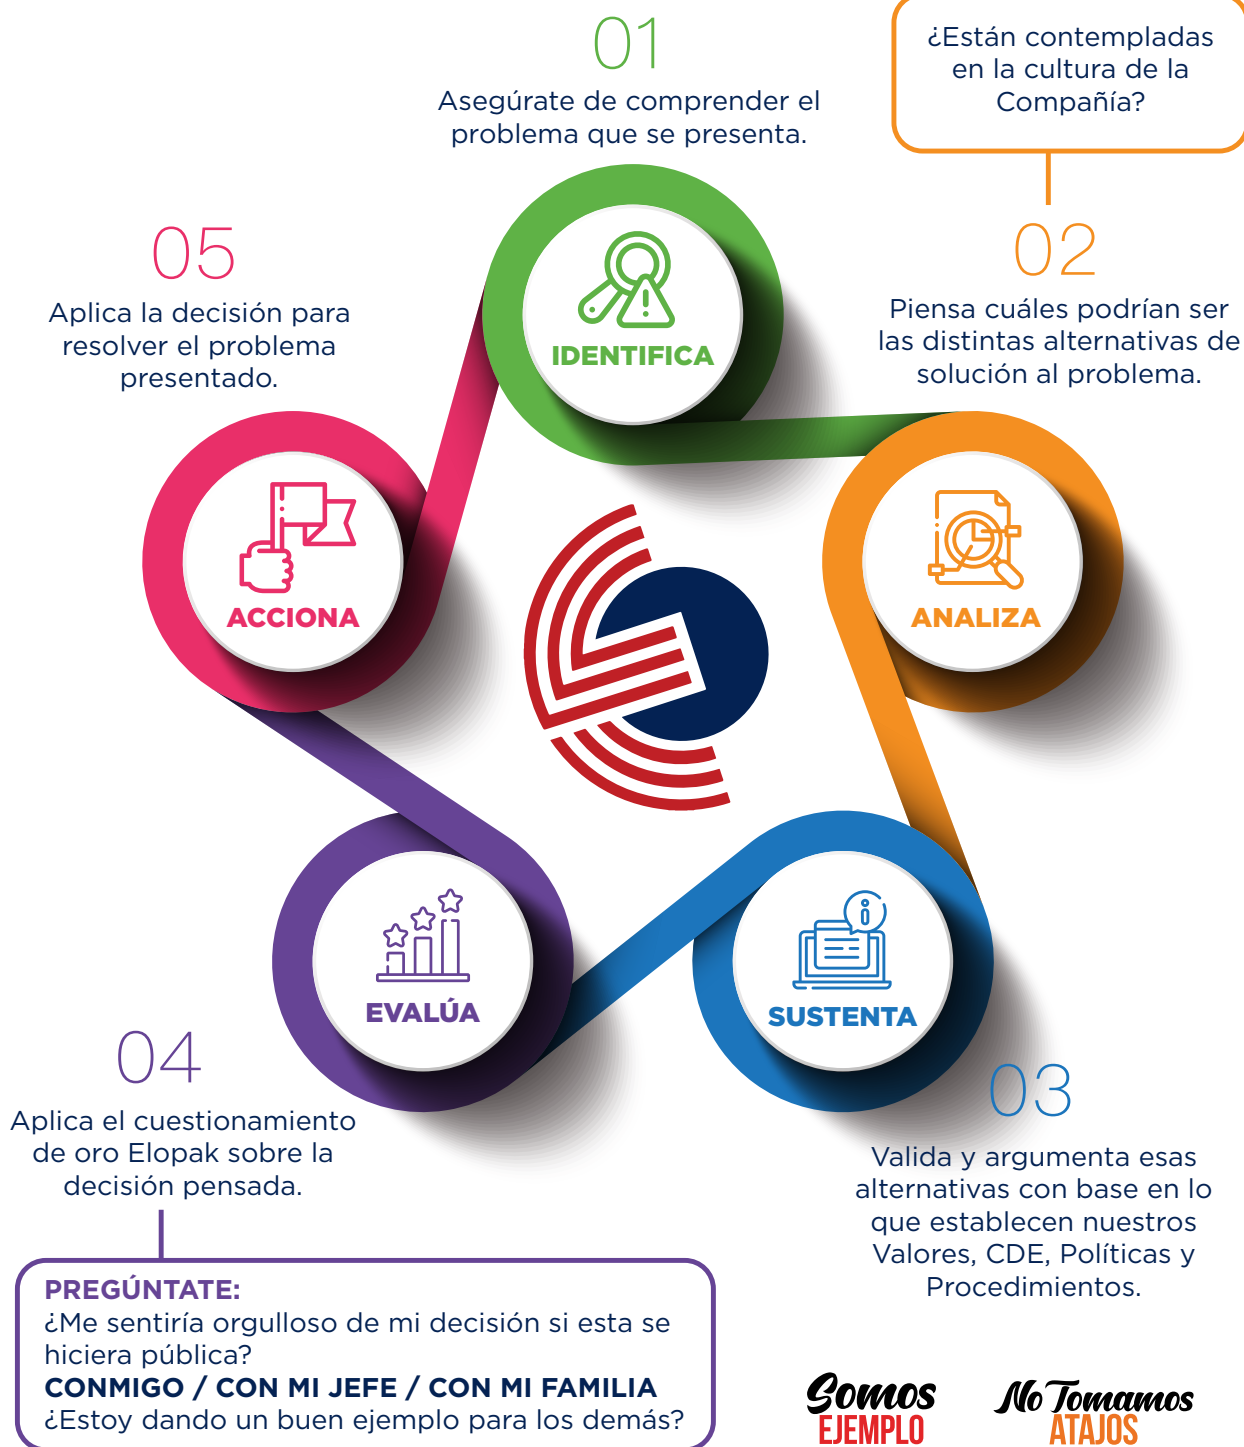 01
Asegúrate de comprender el
problema que se presenta.
¿Están contempladas
en la cultura de la
Compañía?
02
Piensa cuáles podrían ser
las distintas alternativas de
solución al problema.
05
Aplica la decisión para
resolver el problema
presentado.
IDENTIFICA
ANALIZA
ACCIONA
EVALÚA
SUSTENTA
03
Valida y argumenta esas
alternativas con base en lo
que establecen nuestros
Valores, CDE, Políticas y
Procedimientos.
04
Aplica el cuestionamiento
de oro Elopak sobre la
decisión pensada.
PREGÚNTATE:
¿Me sentiría orgulloso de mi decisión si esta se
hiciera pública?
CONMIGO / CON MI JEFE / CON MI FAMILIA
¿Estoy dando un buen ejemplo para los demás?
Somos
EJEMPLO
No Tomamos
ATAJOS